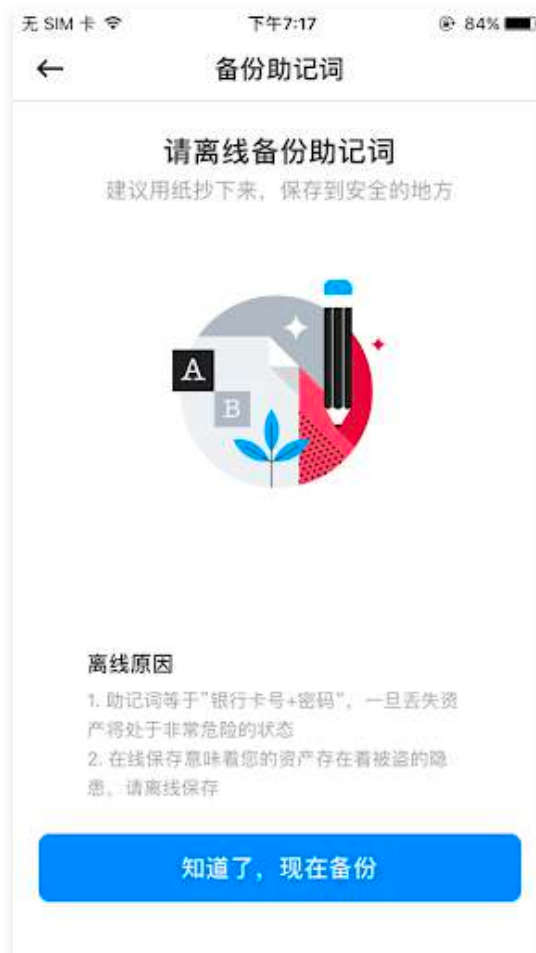 无 SIM 卡 下午7:17 84%
备份助记词
请离线备份助记词
建议用纸抄下来，保存到安全的地方
A
B
离线原因
1. 助记词等于"银行卡号+密码"，一旦丢失资
产将处于非常危险的状态
2. 在线保存意味着您的资产存在着被盗的隐
患，请离线保存
知道了，现在备份